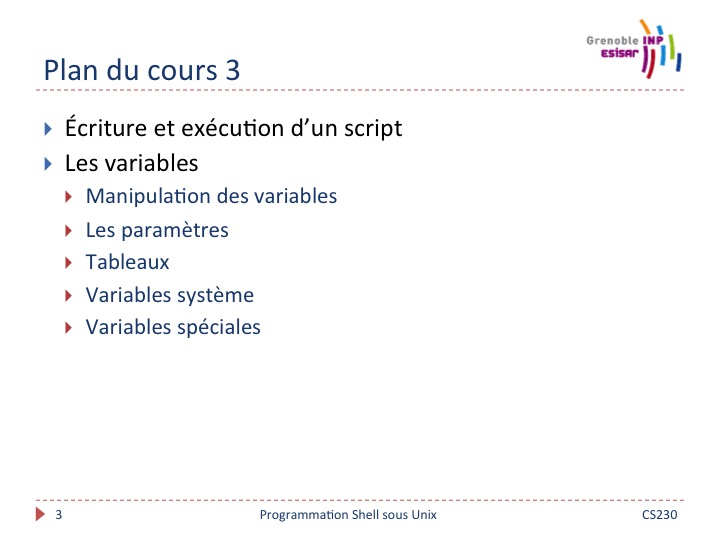 Grenoble INP
ESISAR
Plan du cours 3
Écriture et exécution d’un script
Les variables
Manipulation des variables
Les paramètres
Tableaux
Variables système
Variables spéciales
3 Programmation Shell sous Unix CS230